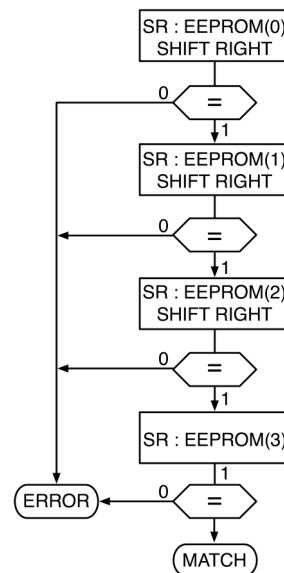 SR : EEPROM(0)
SHIFT RIGHT
0
=
1
SR : EEPROM(1)
SHIFT RIGHT
0
=
1
SR : EEPROM(2)
SHIFT RIGHT
0
=
1
SR : EEPROM(3)
1
ERROR
0
=
MATCH